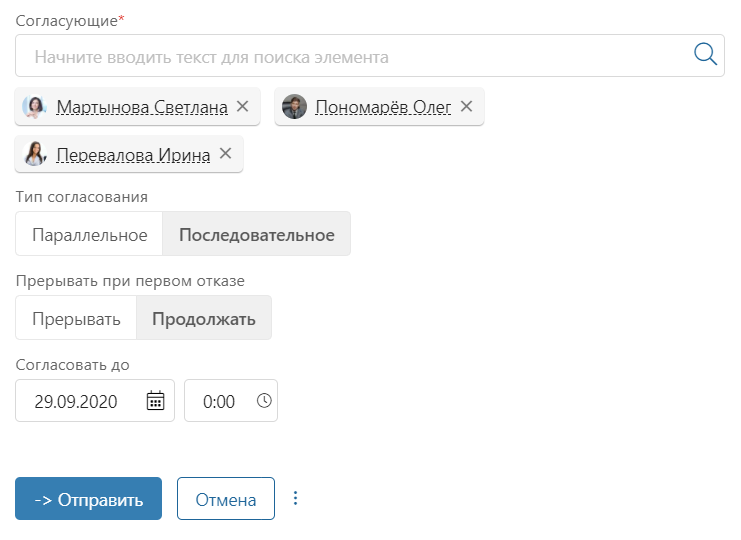 Согласующие*
Начните вводить текст для поиска элемента
Мартынова Светлана Пономарёв Олег
Перевалова Ирина
Тип согласования
Параллельное Последовательное
Прерывать при первом отказе
Прерывать Продолжать
Согласовать до
29.09.2020 0:00
-> Отправить Отмена